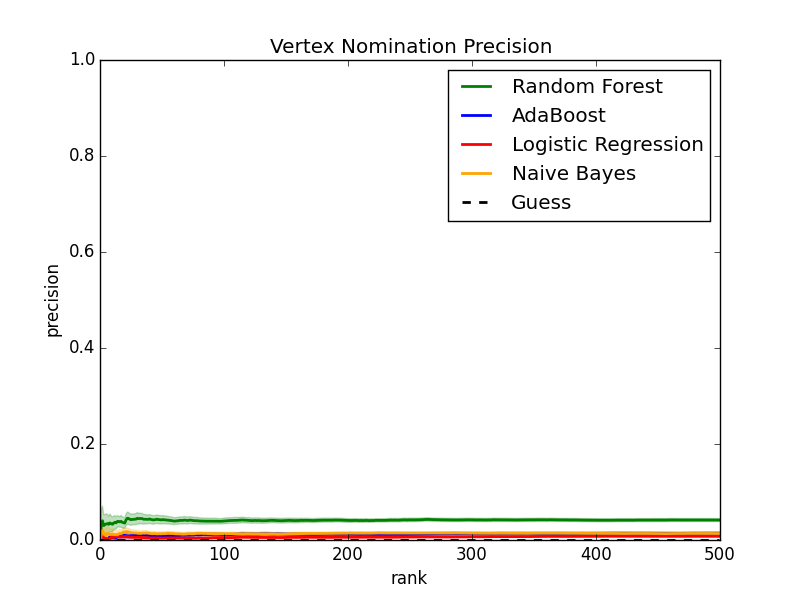 Vertex Nomination Precision
1.0
0.8
0.6
0.4
0.2
0.0
precision
Random Forest
AdaBoost
Logistic Regression
Naive Bayes
Guess
0 100 200 300 400 500
rank